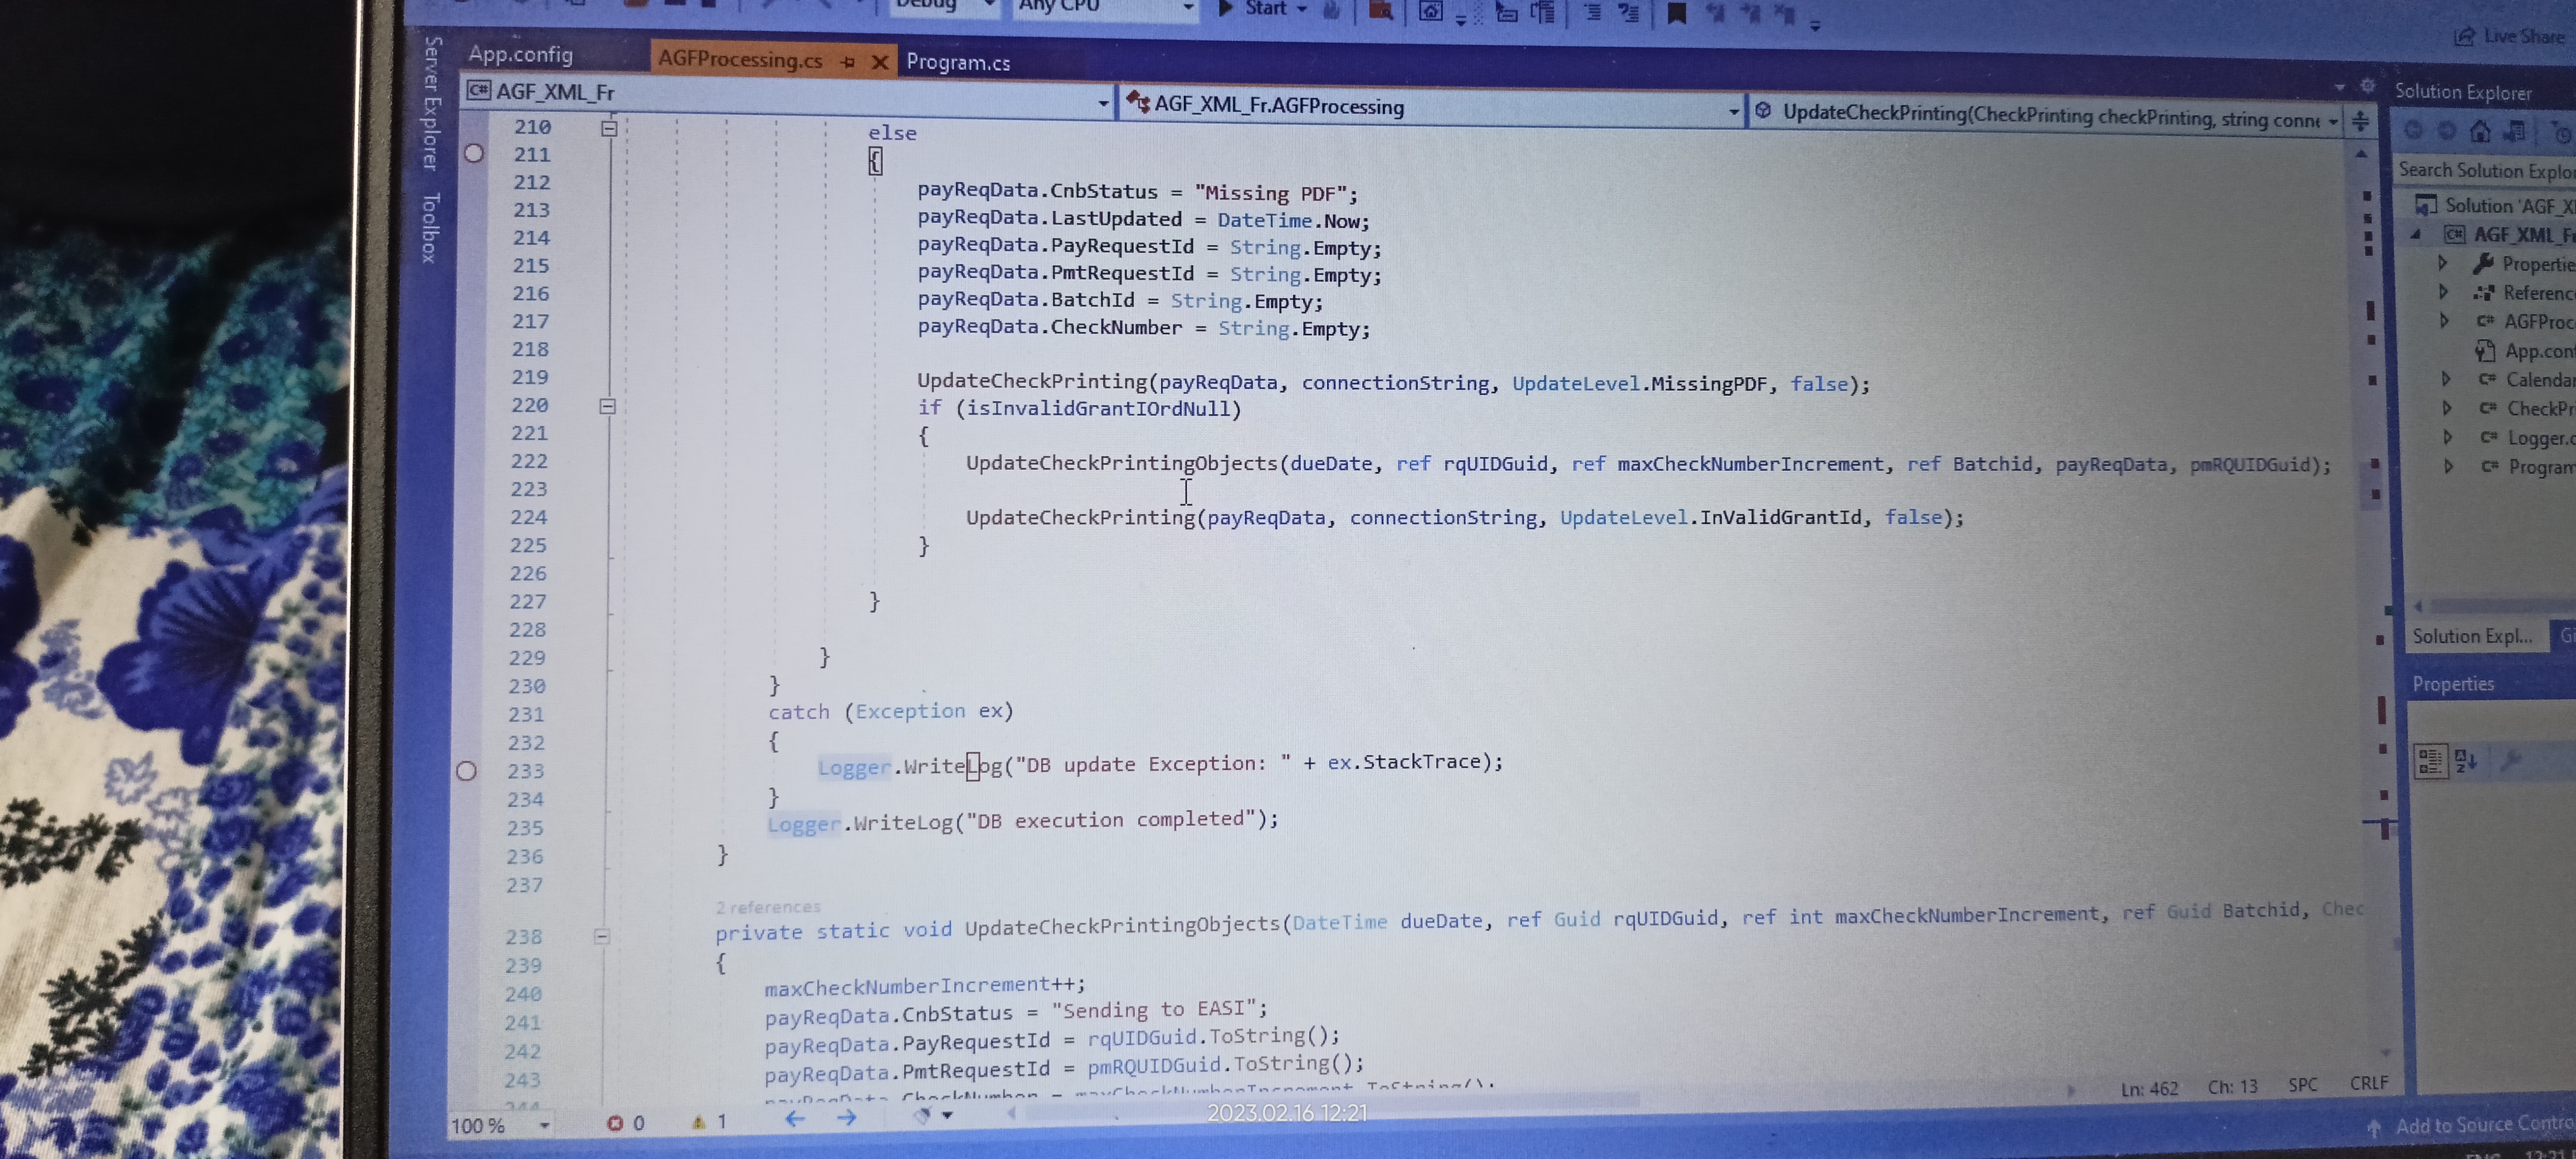 Debug Any CPU Start
Live Share
Server Explorer Toolbox
App.config AGFProcessing.cs Program.cs
AGF_XML_Fr AGF_XML_Fr.AGFProcessing UpdateCheckPrinting(CheckPrinting checkPrinting, string conne
210 else
211 {
212 payReqData.CnbStatus = "Missing PDF";
213 payReqData.LastUpdated = DateTime.Now;
214 payReqData.PayRequestId = String.Empty;
215 payReqData.PmtRequestId = String.Empty;
216 payReqData.BatchId = String.Empty;
217 payReqData.CheckNumber = String.Empty;
218
219 UpdateCheckPrinting(payReqData, connectionString, UpdateLevel.MissingPDF, false);
220 if (isInvalidGrantIOrdNull)
221 {
222 UpdateCheckPrintingObjects(dueDate, ref rqUIDGuid, ref maxCheckNumberIncrement, ref Batchid, payReqData, pmRQUIDGuid);
223
224 UpdateCheckPrinting(payReqData, connectionString, UpdateLevel.InValidGrantId, false);
225 }
226
227 }
228
229 }
230 }
231 catch (Exception ex)
232 {
233 Logger.WriteLog("DB update Exception: " + ex.StackTrace);
234 }
235 Logger.WriteLog("DB execution completed");
236 }
237
2 references
238 private static void UpdateCheckPrintingObjects(DateTime dueDate, ref Guid rqUIDGuid, ref int maxCheckNumberIncrement, ref Guid Batchid, Chec
239 {
240 maxCheckNumberIncrement++;
241 payReqData.CnbStatus = "Sending to EASI";
242 payReqData.PayRequestId = rqUIDGuid.ToString();
243 payReqData.PmtRequestId = pmRQUIDGuid.ToString();
100 % 0 1
Ln: 462 Ch: 13 SPC CRLF
2023.02.16 12:21
Solution Explorer
Search Solution Explo
Solution 'AGF_X
AGF_XML_Fr
Propertie
Referenc
AGFProc
App.con
Calendar
CheckPr
Logger.c
Program
Solution Expl... Gi
Properties
Add to Source Contro